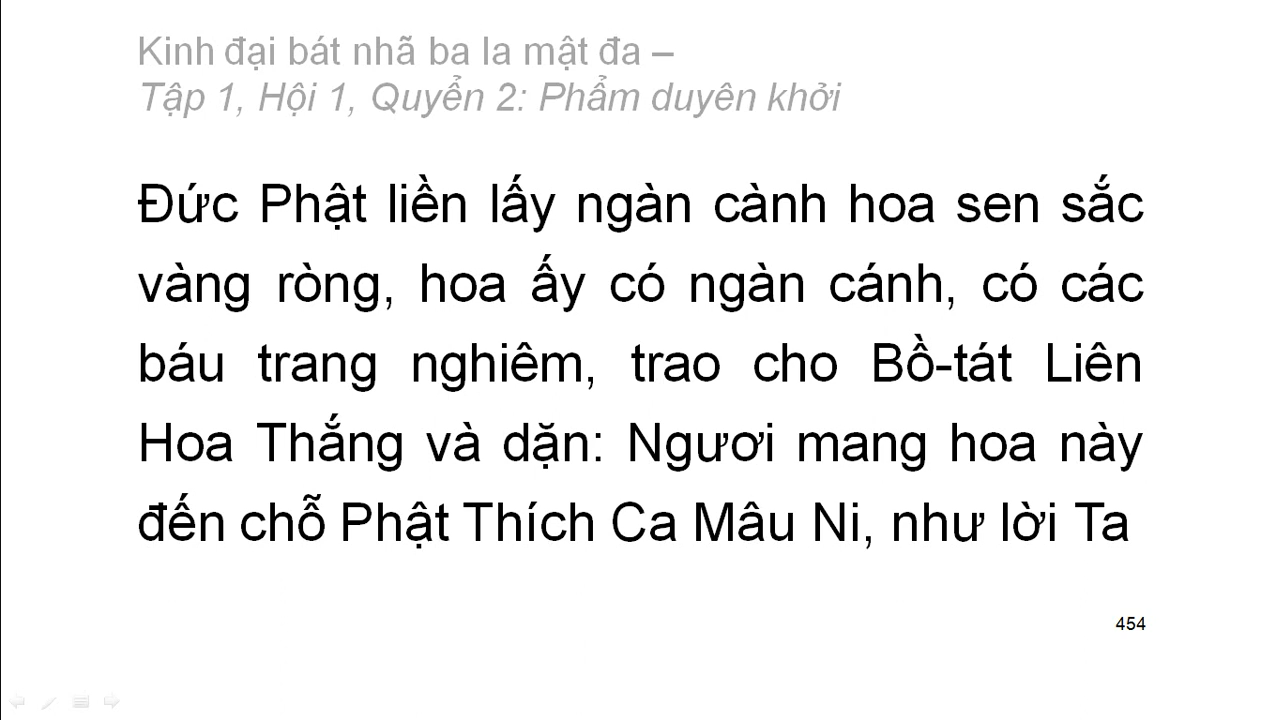 Kinh đại bát nhã ba la mật đa –
Tập 1, Hội 1, Quyển 2: Phẩm duyên khởi
Đức Phật liền lấy ngàn cành hoa sen sắc
vàng ròng, hoa ấy có ngàn cánh, có các
báu trang nghiêm, trao cho Bồ-tát Liên
Hoa Thắng và dặn: Ngươi mang hoa này
đến chỗ Phật Thích Ca Mâu Ni, như lời Ta
454